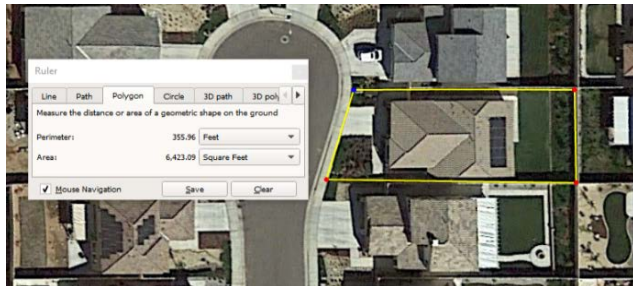 Ruler
Line Path Polygon Circle 3D path 3D poly
Measure the distance or area of a geometric shape on the ground
Perimeter: 355.96 Feet
Area: 6,423.09 Square Feet
Mouse Navigation Save Clear